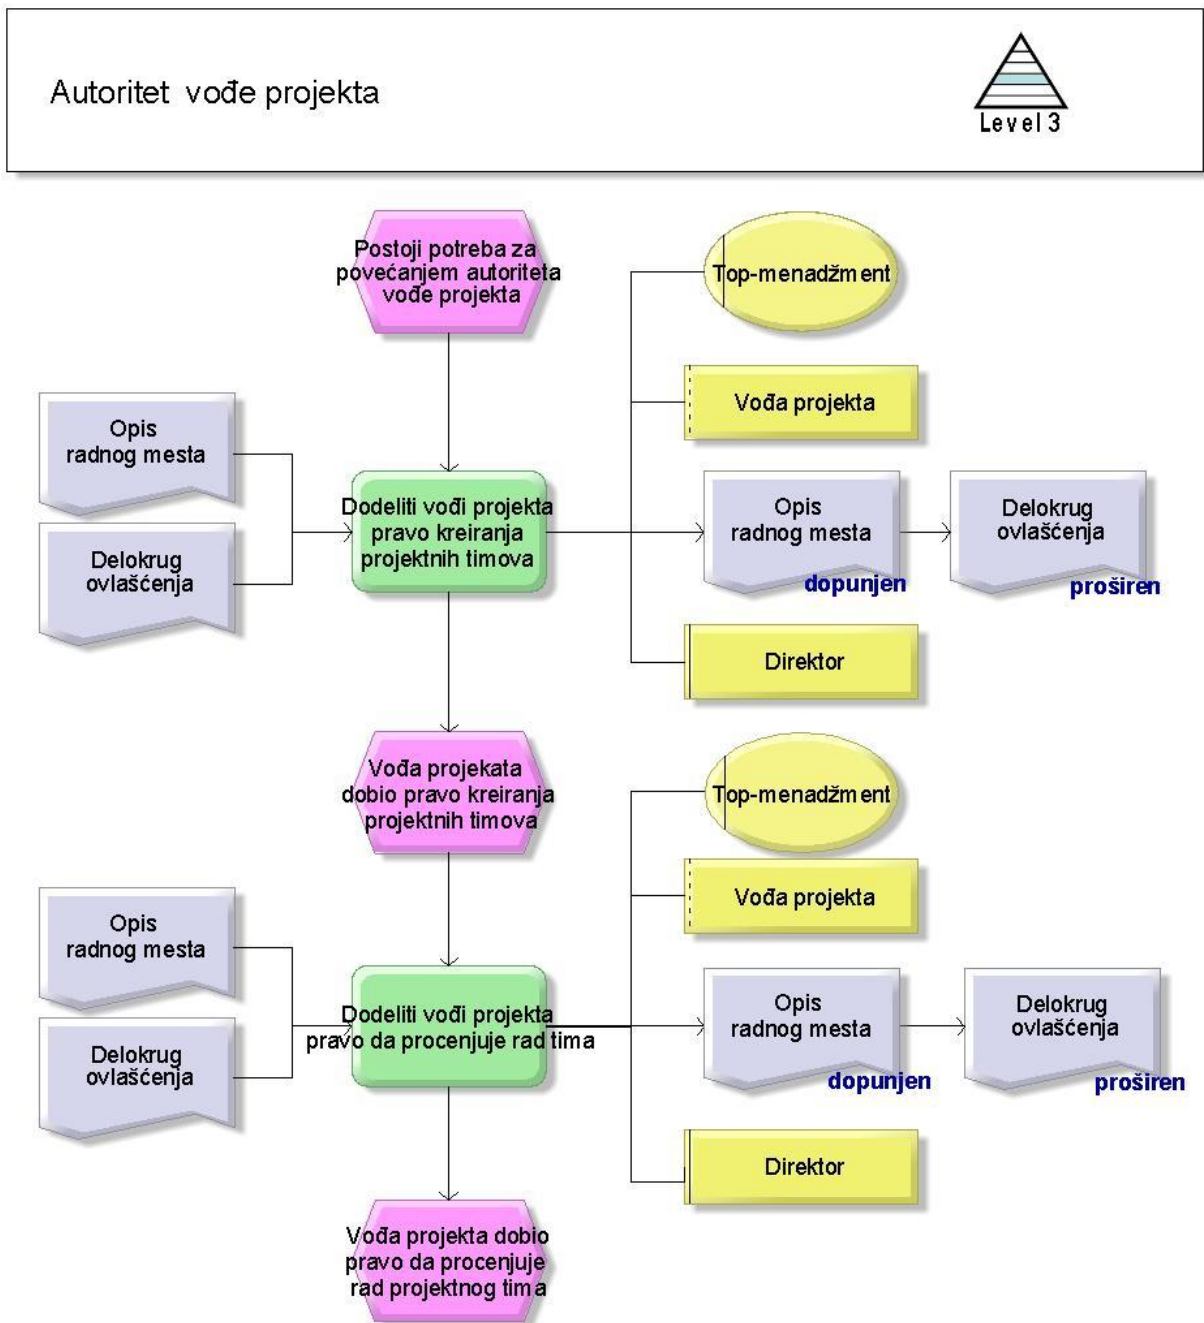 Autoritet vođe projekta
Level 3
Postoji potreba za
povećanjem autoriteta
vođe projekta
Top-menadžment
Vođa projekta
Opis
radnog mesta
Delokrug
ovlašćenja
Dodeliti vođi projekta
pravo kreiranja
projektnih timova
Opis
radnog mesta
dopunjen
Delokrug
ovlašćenja
proširen
Direktor
Vođa projekata
dobio pravo kreiranja
projektnih timova
Top-menadžment
Vođa projekta
Opis
radnog mesta
Delokrug
ovlašćenja
Dodeliti vođi projekta
pravo da procenjuje rad tima
Opis
radnog mesta
dopunjen
Delokrug
ovlašćenja
proširen
Direktor
Vođa projekta dobio
pravo da procenjuje
rad projektnog tima